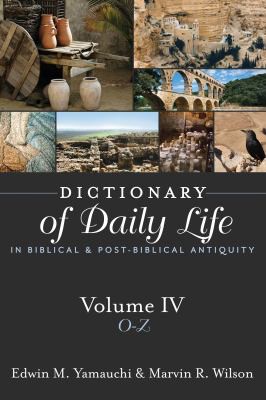 DICTIONARY
of Daily Life
IN BIBLICAL & POST-BIBLICAL ANTIQUITY
Volume IV
O-Z
Edwin M. Yamauchi & Marvin R. Wilson